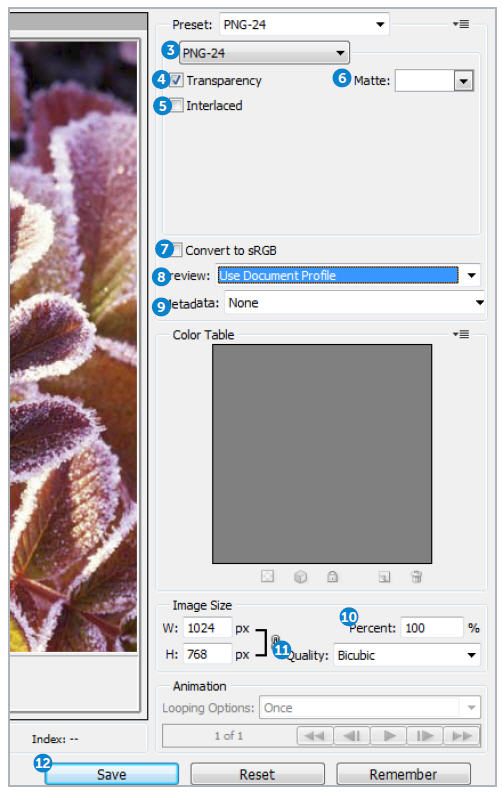 Preset: PNG-24
3 PNG-24
4 Transparency 6 Matte:
5 Interlaced
7 Convert to sRGB
8 review: Use Document Profile
9 etadata: None
Color Table
Image Size
10
W: 1024 px Percent: 100 %
11
H: 768 px Quality: Bicubic
Animation
Looping Options: Once
1 of 1
Index: --
12
Save Reset Remember